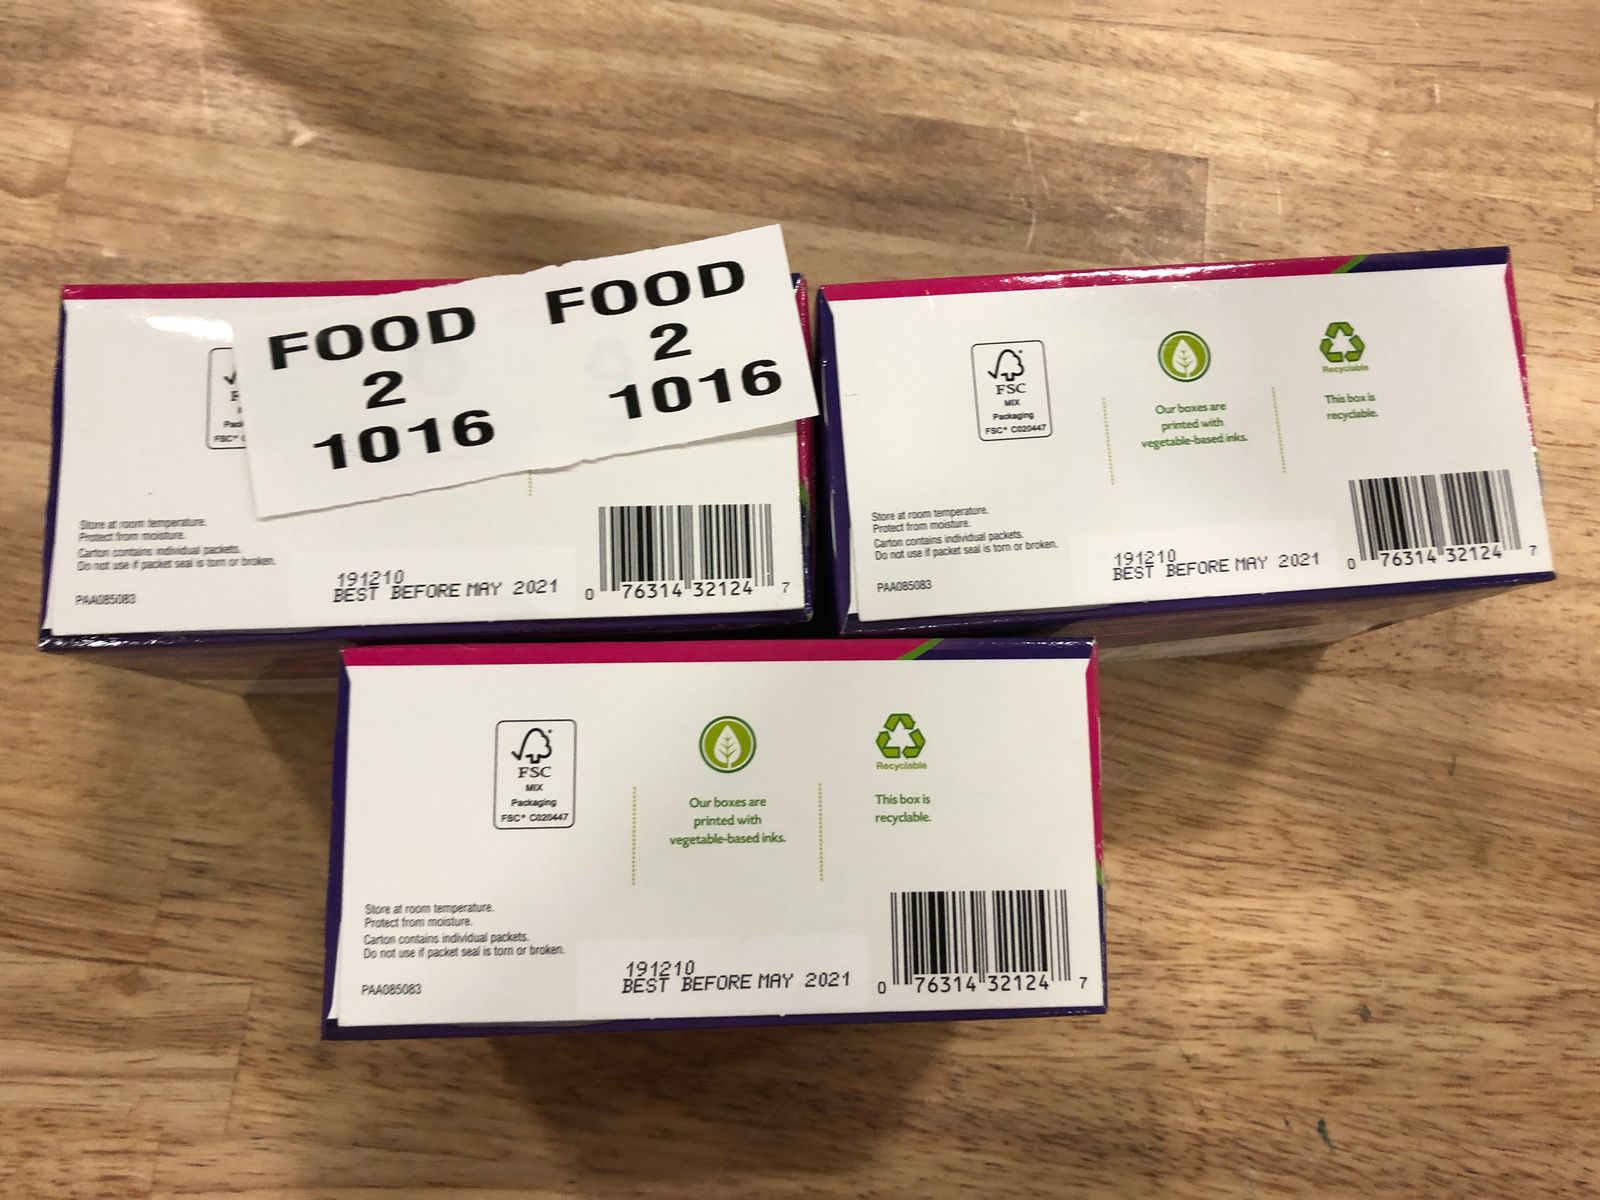 FOOD
2
1016
FOOD
2
1016
FSC®
Store at room temperature.
Protect from moisture.
Carton contains individual packets.
Do not use if packet seal is torn or broken.
PAA085083
191210
BEST BEFORE MAY 2021
0 76314 32124 7
FSC
MIX
Packaging
FSC® C020447
Our boxes are
printed with
vegetable-based inks.
Recyclable
This box is
recyclable.
Store at room temperature.
Protect from moisture.
Carton contains individual packets.
Do not use if packet seal is torn or broken.
PAA085083
191210
BEST BEFORE MAY 2021
0 76314 32124 7
FSC
MIX
Packaging
FSC® C020447
Our boxes are
printed with
vegetable-based inks.
Recyclable
This box is
recyclable.
Store at room temperature.
Protect from moisture.
Carton contains individual packets.
Do not use if packet seal is torn or broken.
PAA085083
191210
BEST BEFORE MAY 2021
0 76314 32124 7